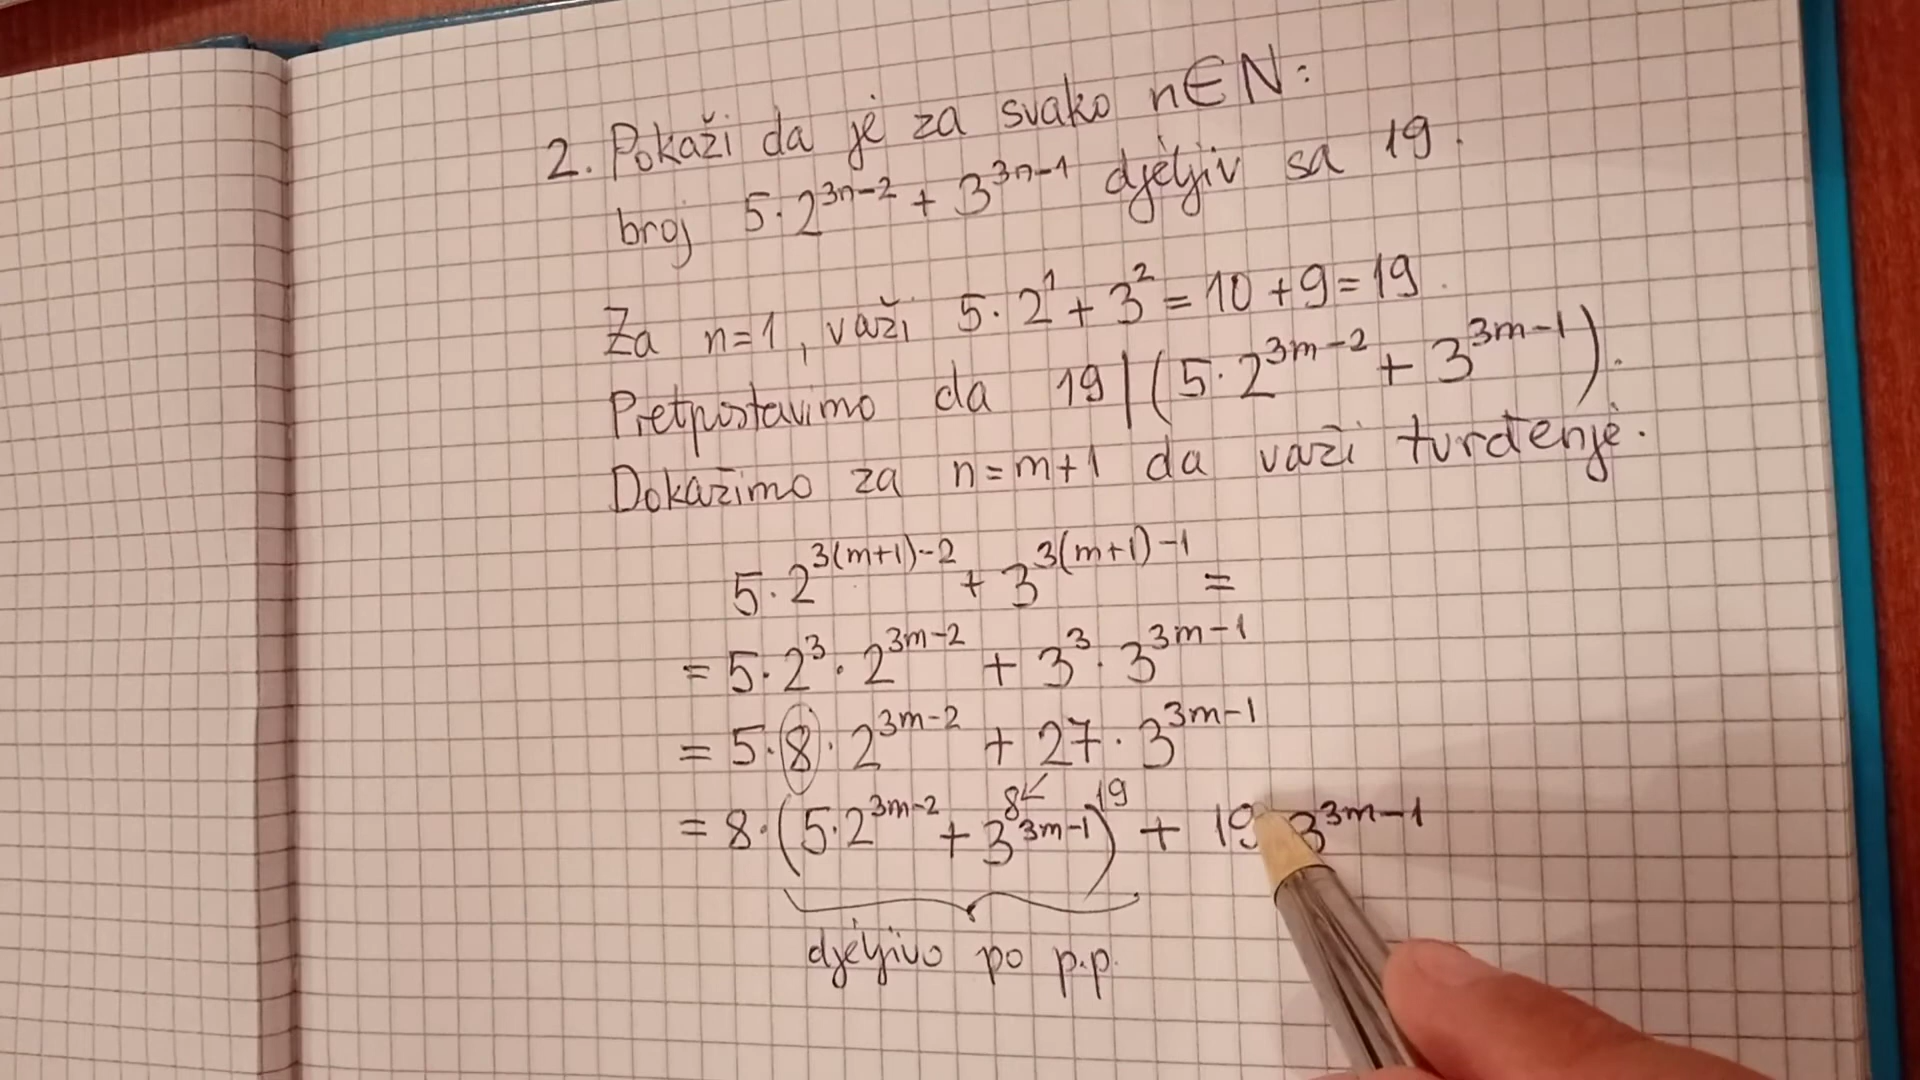 2. Pokaži da je za svako n∈N:
broj 5·2^{3n-2} + 3^{3n-1} djeljiv sa 19.
Za n=1, važi 5·2^1 + 3^2 = 10+9=19.
Pretpostavimo da 19|(5·2^{3m-2} + 3^{3m-1}).
Dokažimo za n=m+1 da važi tvrđenje.
5·2^{3(m+1)-2} + 3^{3(m+1)-1} =
= 5·2^3·2^{3m-2} + 3^3·3^{3m-1}
= 5·8·2^{3m-2} + 27·3^{3m-1}
8 19
= 8·(5·2^{3m-2} + 3^{3m-1}) + 19 3^{3m-1}
djeljivo po p.p.